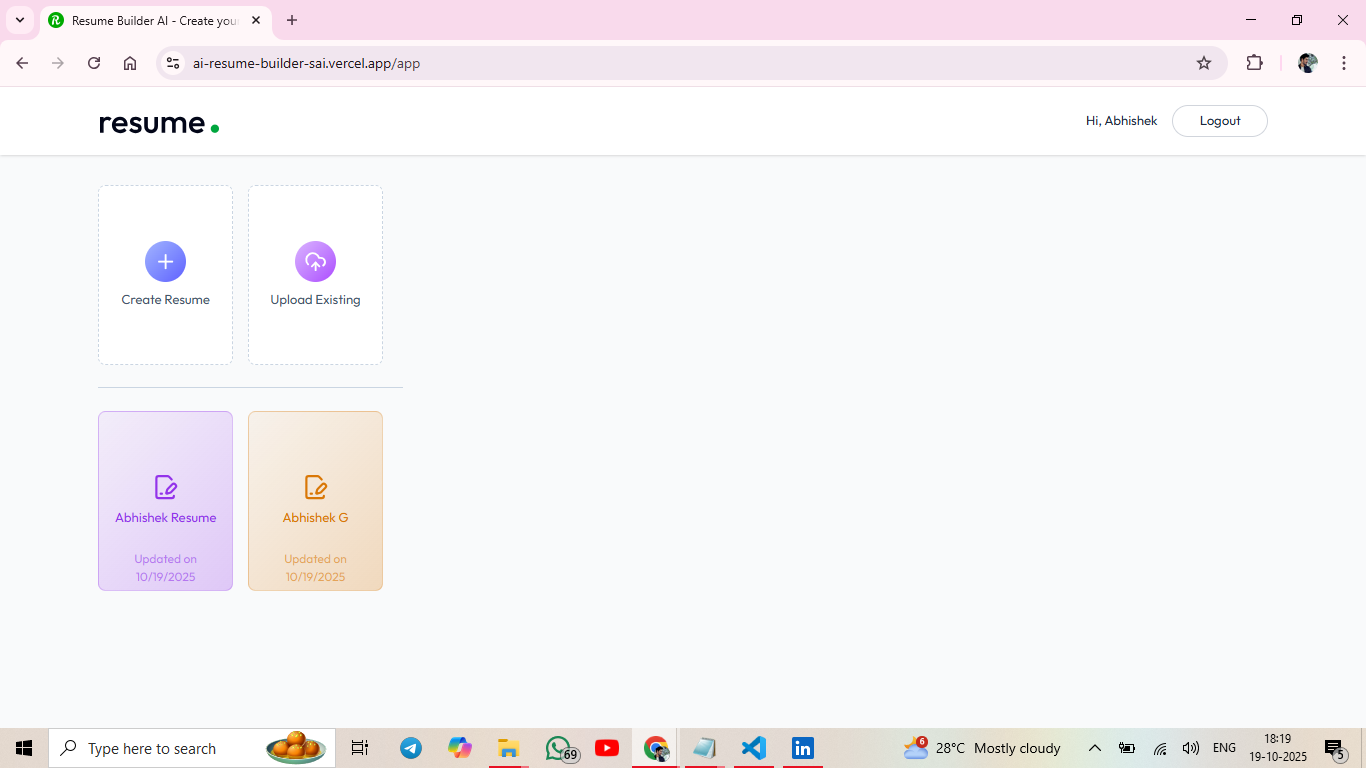 Resume Builder AI - Create your
ai-resume-builder-sai.vercel.app/app
resume.
Hi, Abhishek
Logout
Create Resume
Upload Existing
Abhishek Resume
Updated on
10/19/2025
Abhishek G
Updated on
10/19/2025
Type here to search
69
6
28°C Mostly cloudy
ENG
18:19
19-10-2025
5